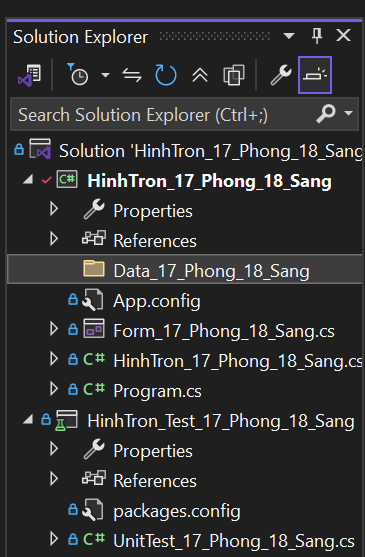 Solution Explorer
Search Solution Explorer (Ctrl+;)
Solution 'HinhTron_17_Phong_18_Sang
C# HinhTron_17_Phong_18_Sang
Properties
References
Data_17_Phong_18_Sang
App.config
Form_17_Phong_18_Sang.cs
C# HinhTron_17_Phong_18_Sang.cs
C# Program.cs
HinhTron_Test_17_Phong_18_Sang
Properties
References
packages.config
C# UnitTest_17_Phong_18_Sang.cs